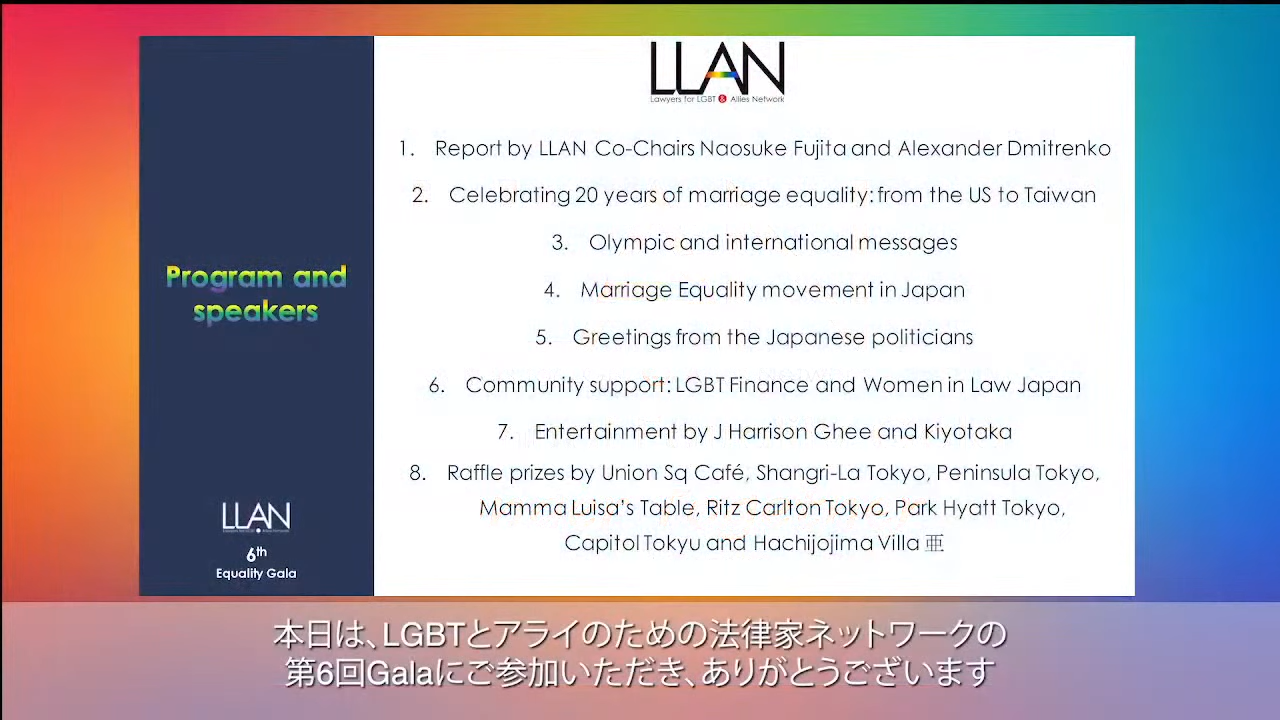 LLAN
Lawyers for LGBT & Allies Network
1. Report by LLAN Co-Chairs Naosuke Fujita and Alexander Dmitrenko
2. Celebrating 20 years of marriage equality: from the US to Taiwan
3. Olympic and international messages
4. Marriage Equality movement in Japan
5. Greetings from the Japanese politicians
6. Community support: LGBT Finance and Women in Law Japan
7. Entertainment by J Harrison Ghee and Kiyotaka
8. Raffle prizes by Union Sq Café, Shangri-La Tokyo, Peninsula Tokyo,
Mamma Luisa's Table, Ritz Carlton Tokyo, Park Hyatt Tokyo,
Capitol Tokyu and Hachijojima Villa 亜
Program and
speakers
LLAN
6th
Equality Gala
本日は、LGBTとアライのための法律家ネットワークの
第6回Galaにご参加いただき、ありがとうございます